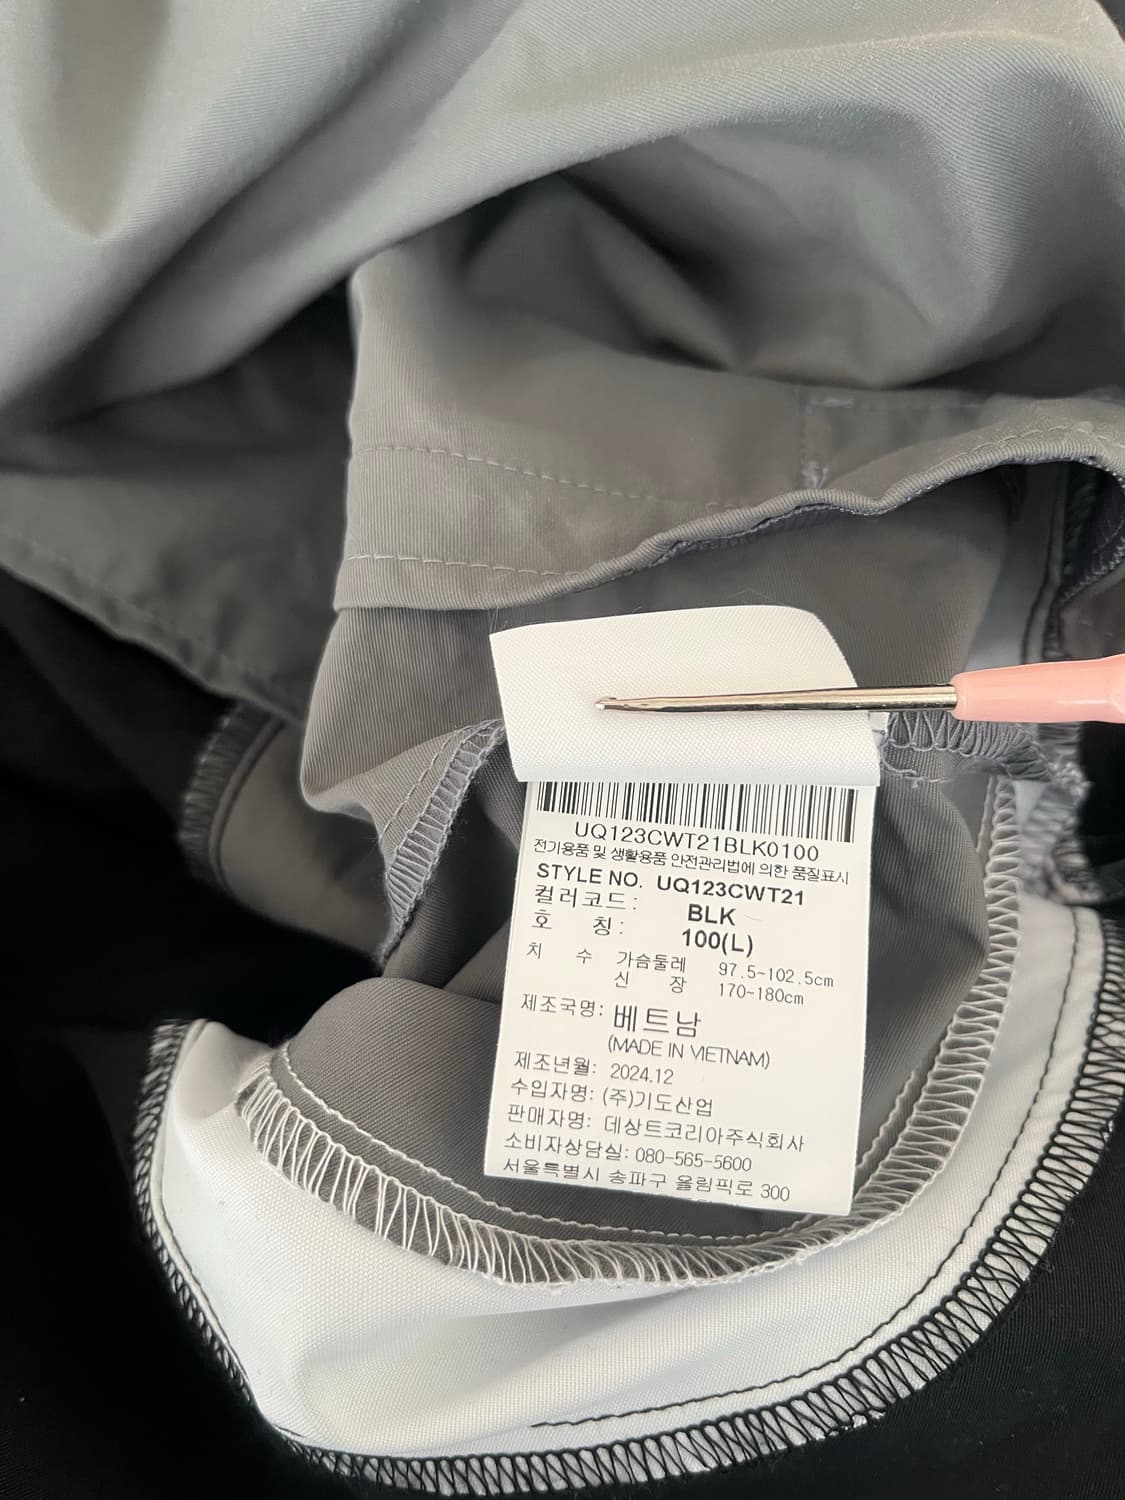 UQ123CWT21BLK0100
전기용품 및 생활용품 안전관리법에 의한 품질표시
STYLE NO. UQ123CWT21
컬러코드: BLK
호 칭: 100(L)
치 수 가슴둘레 97.5~102.5cm
신 장 170~180cm
제조국명: 베트남
(MADE IN VIETNAM)
제조년월: 2024.12
수입자명: (주)기도산업
판매자명: 데상트코리아주식회사
소비자상담실: 080-565-5600
서울특별시 송파구 올림픽로 300